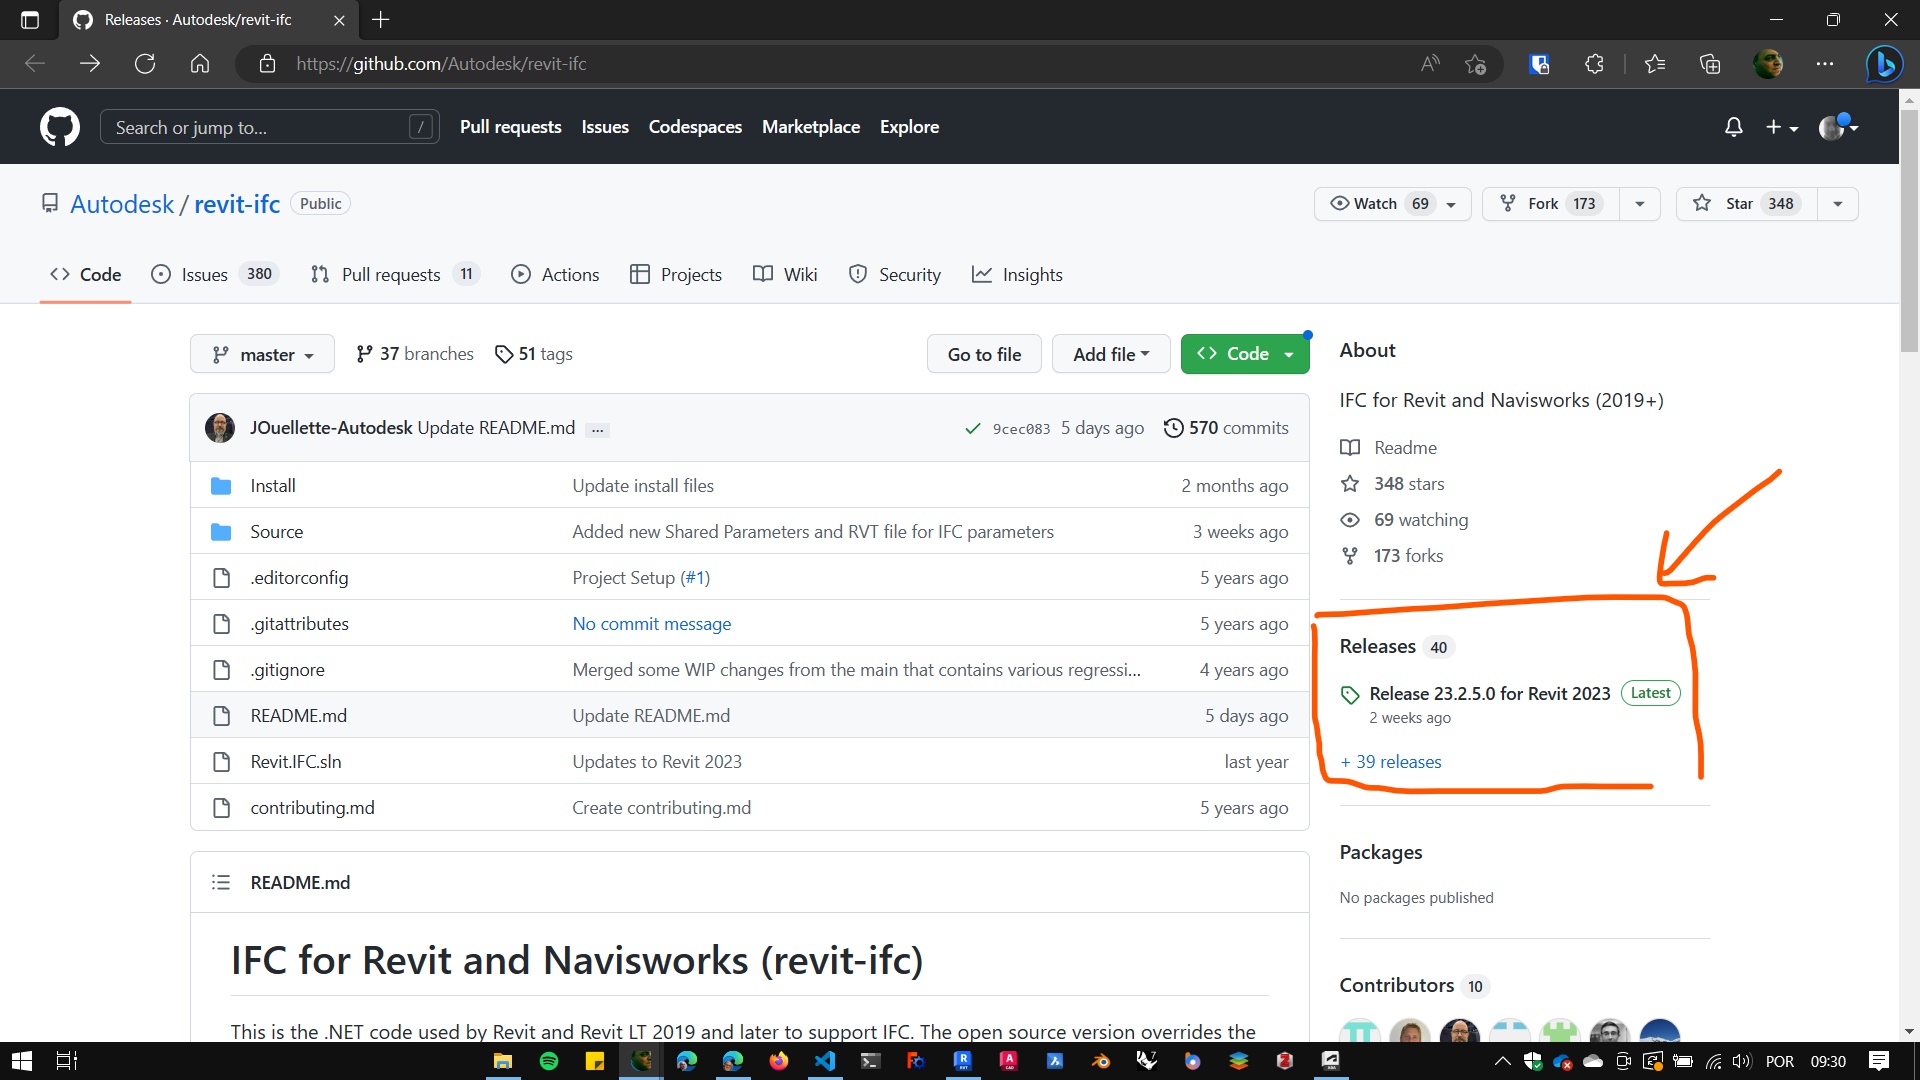 Releases · Autodesk/revit-ifc
https://github.com/Autodesk/revit-ifc
Search or jump to... /
Pull requests Issues Codespaces Marketplace Explore
Autodesk / revit-ifc Public
Watch 69 Fork 173 Star 348
Code Issues 380 Pull requests 11 Actions Projects Wiki Security Insights
master 37 branches 51 tags Go to file Add file Code
JOuellette-Autodesk Update README.md ... 9cec083 5 days ago 570 commits
Install Update install files 2 months ago
Source Added new Shared Parameters and RVT file for IFC parameters 3 weeks ago
.editorconfig Project Setup (#1) 5 years ago
.gitattributes No commit message 5 years ago
.gitignore Merged some WIP changes from the main that contains various regressi... 4 years ago
README.md Update README.md 5 days ago
Revit.IFC.sln Updates to Revit 2023 last year
contributing.md Create contributing.md 5 years ago
README.md
IFC for Revit and Navisworks (revit-ifc)
This is the .NET code used by Revit and Revit LT 2019 and later to support IFC. The open source version overrides the
About
IFC for Revit and Navisworks (2019+)
Readme
348 stars
69 watching
173 forks
Releases 40
Release 23.2.5.0 for Revit 2023 Latest
2 weeks ago
+ 39 releases
Packages
No packages published
Contributors 10
POR 09:30